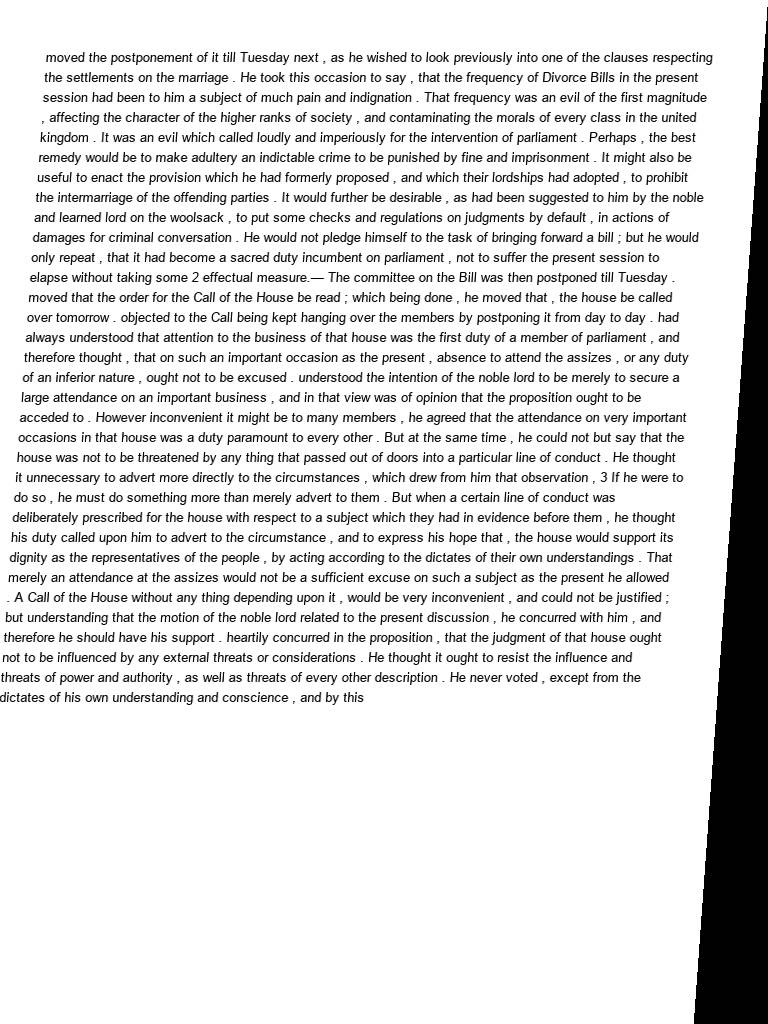 moved the postponement of it till Tuesday next , as he wished to look previously into one of the clauses respecting
the settlements on the marriage . He took this occasion to say , that the frequency of Divorce Bills in the present
session had been to him a subject of much pain and indignation . That frequency was an evil of the first magnitude
, affecting the character of the higher ranks of society , and contaminating the morals of every class in the united
kingdom . It was an evil which called loudly and imperiously for the intervention of parliament . Perhaps , the best
remedy would be to make adultery an indictable crime to be punished by fine and imprisonment . It might also be
useful to enact the provision which he had formerly proposed , and which their lordships had adopted , to prohibit
the intermarriage of the offending parties . It would further be desirable , as had been suggested to him by the noble
and learned lord on the woolsack , to put some checks and regulations on judgments by default , in actions of
damages for criminal conversation . He would not pledge himself to the task of bringing forward a bill ; but he would
only repeat , that it had become a sacred duty incumbent on parliament , not to suffer the present session to
elapse without taking some 2 effectual measure.— The committee on the Bill was then postponed till Tuesday .
moved that the order for the Call of the House be read ; which being done , he moved that , the house be called
over tomorrow . objected to the Call being kept hanging over the members by postponing it from day to day . had
always understood that attention to the business of that house was the first duty of a member of parliament , and
therefore thought , that on such an important occasion as the present , absence to attend the assizes , or any duty
of an inferior nature , ought not to be excused . understood the intention of the noble lord to be merely to secure a
large attendance on an important business , and in that view was of opinion that the proposition ought to be
acceded to . However inconvenient it might be to many members , he agreed that the attendance on very important
occasions in that house was a duty paramount to every other . But at the same time , he could not but say that the
house was not to be threatened by any thing that passed out of doors into a particular line of conduct . He thought
it unnecessary to advert more directly to the circumstances , which drew from him that observation , 3 If he were to
do so , he must do something more than merely advert to them . But when a certain line of conduct was
deliberately prescribed for the house with respect to a subject which they had in evidence before them , he thought
his duty called upon him to advert to the circumstance , and to express his hope that , the house would support its
dignity as the representatives of the people , by acting according to the dictates of their own understandings . That
merely an attendance at the assizes would not be a sufficient excuse on such a subject as the present he allowed
. A Call of the House without any thing depending upon it , would be very inconvenient , and could not be justified ;
but understanding that the motion of the noble lord related to the present discussion , he concurred with him , and
therefore he should have his support . heartily concurred in the proposition , that the judgment of that house ought
not to be influenced by any external threats or considerations . He thought it ought to resist the influence and
threats of power and authority , as well as threats of every other description . He never voted , except from the
dictates of his own understanding and conscience , and by this